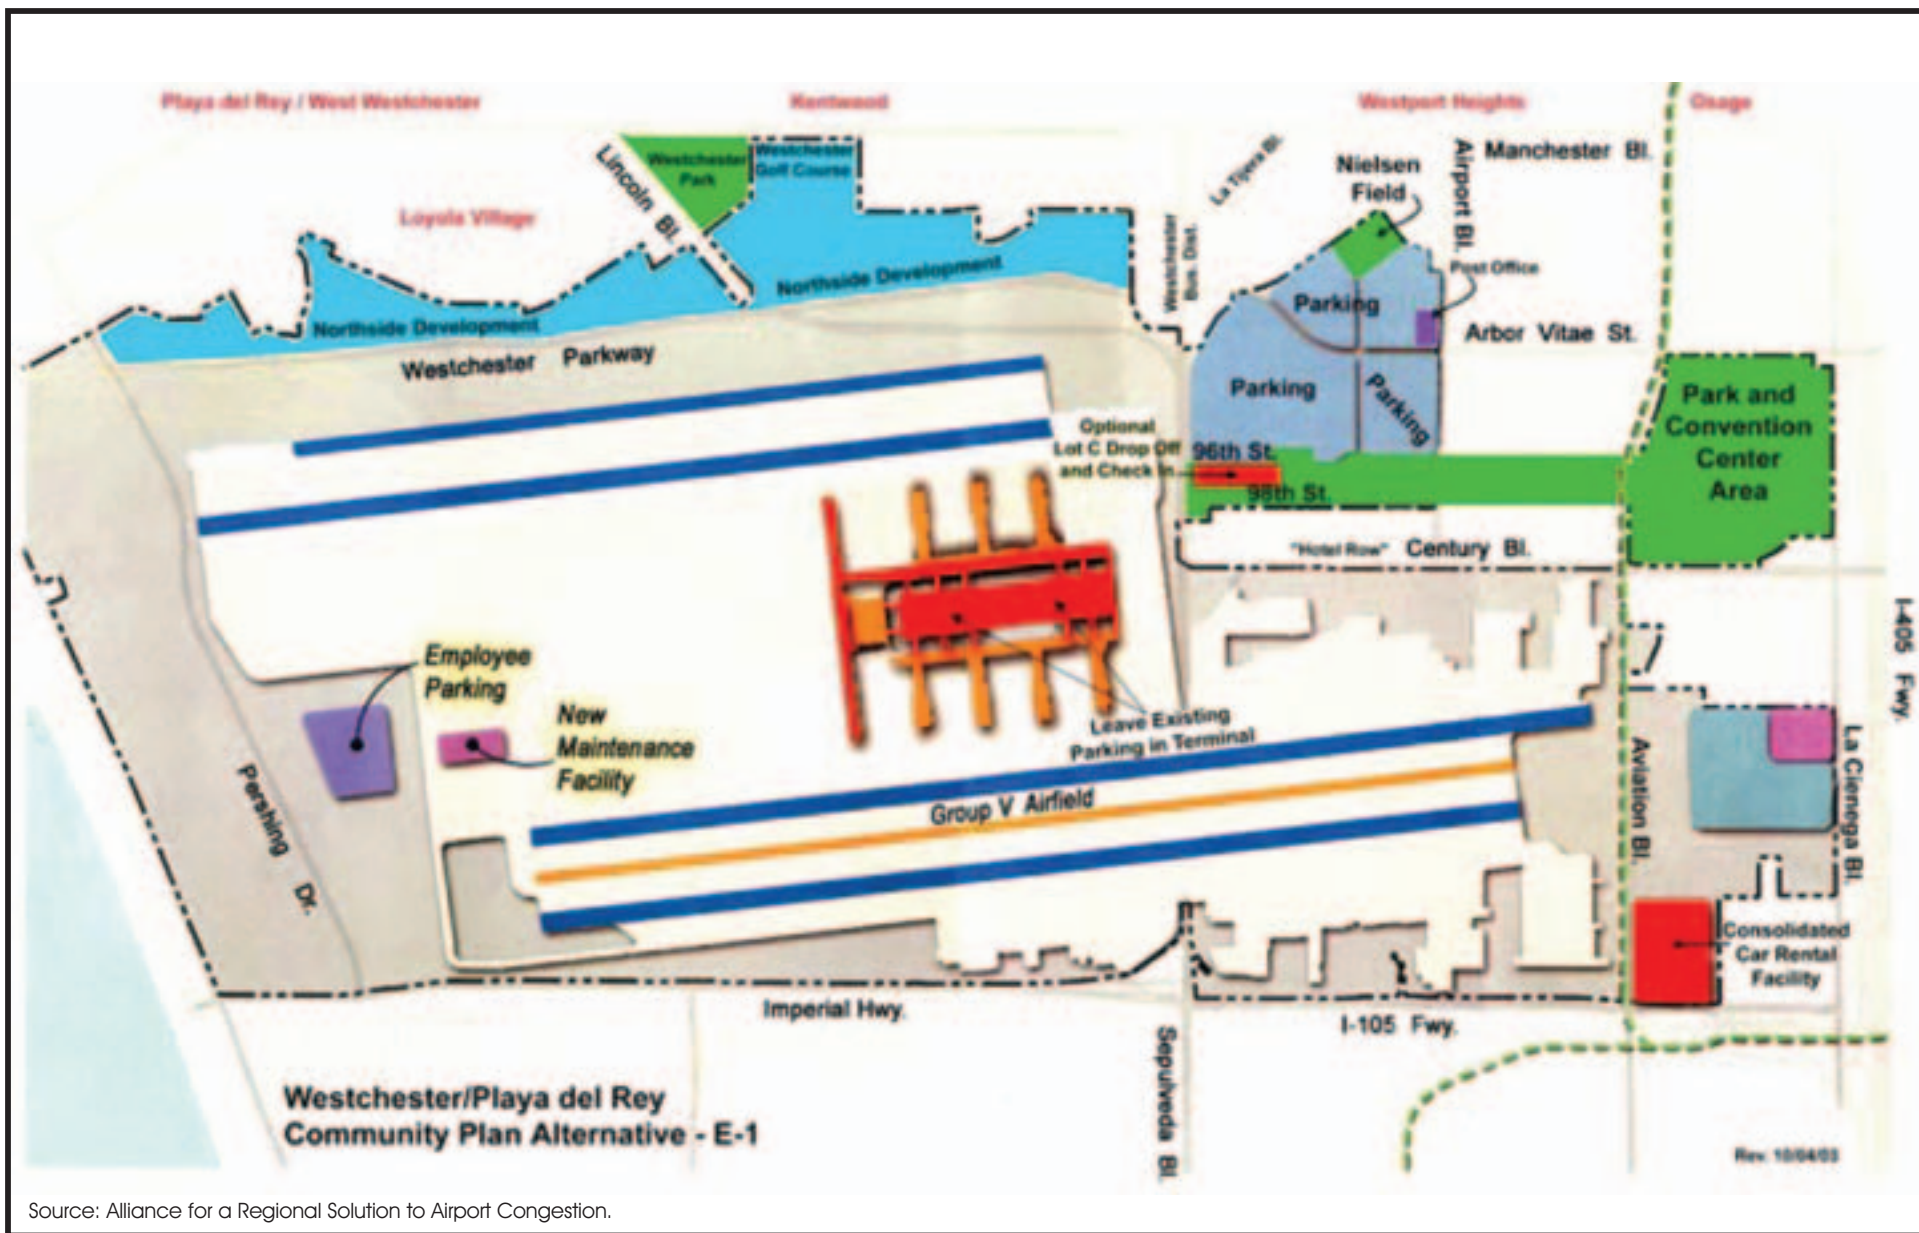 Playa del Rey / West Westchester
Kentwood
Westport Heights
Osage
Westchester
Park
Westchester
Golf Course
Lincoln Bl.
La Tijera Bl.
Nielsen
Field
Airport Bl.
Manchester Bl.
Loyola Village
Westchester
Bus. Dist.
Northside Development
Post Office
Northside Development
Parking
Arbor Vitae St.
Westchester Parkway
Parking
Parking
Park and
Convention
Center
Area
Optional
Lot C Drop Off
and Check In
96th St.
98th St.
"Hotel Row" Century Bl.
I-405 Fwy.
Employee
Parking
New
Maintenance
Facility
Leave Existing
Parking in Terminal
Group V Airfield
Pershing Dr.
Aviation Bl.
La Cienega Bl.
Consolidated
Car Rental
Facility
Imperial Hwy.
I-105 Fwy.
Sepulveda Bl.
Westchester/Playa del Rey
Community Plan Alternative - E-1
Rev. 10/04/03
Source: Alliance for a Regional Solution to Airport Congestion.